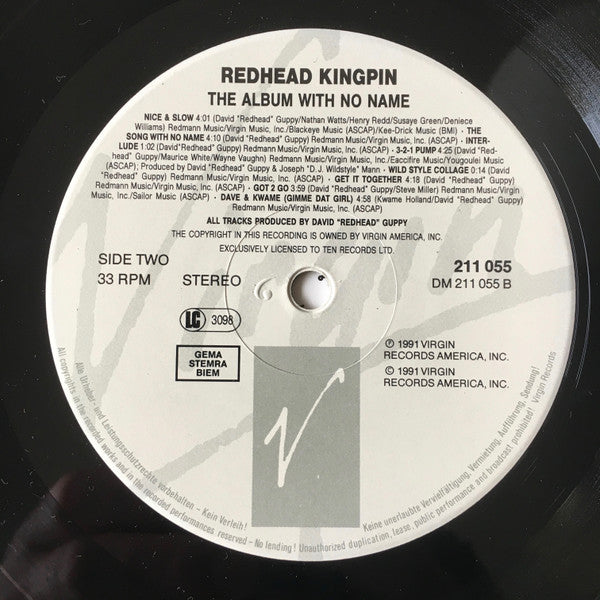 REDHEAD KINGPIN
THE ALBUM WITH NO NAME
NICE & SLOW 4:01 (David "Redhead" Guppy/Nathan Watts/Henry Redd/Susaye Green/Deniece
Williams) Redmann Music/Virgin Music, Inc./Blackeye Music (ASCAP)/Kee-Drick Music (BMI) · THE
SONG WITH NO NAME 4:10 (David "Redhead" Guppy) Redmann Music/Virgin Music, Inc. (ASCAP) · INTER-
LUDE 1:02 (David "Redhead" Guppy) Redmann Music/Virgin Music, Inc. (ASCAP) · 3-2-1 PUMP 4:25 (David "Red-
head" Guppy/Maurice White/Wayne Vaughn) Redmann Music/Virgin Music, Inc./Eaccifire Music/Yougoulei Music
(ASCAP); Produced by David "Redhead" Guppy & Joseph "D.J. Wildstyle" Mann · WILD STYLE COLLAGE 0:14 (David
"Redhead" Guppy) Redmann Music/Virgin Music, Inc. (ASCAP) · GET IT TOGETHER 4:18 (David "Redhead" Guppy)
Redmann Music/Virgin Music, Inc. (ASCAP) · GOT 2 GO 3:59 (David "Redhead" Guppy/Steve Miller) Redmann Music/Virgin Music,
Inc./Sailor Music (ASCAP) · DAVE & KWAME (GIMME DAT GIRL) 4:58 (Kwame Holland/David "Redhead" Guppy)
Redmann Music/Virgin Music, Inc. (ASCAP)
ALL TRACKS PRODUCED BY DAVID "REDHEAD" GUPPY
THE COPYRIGHT IN THIS RECORDING IS OWNED BY VIRGIN AMERICA, INC.
EXCLUSIVELY LICENSED TO TEN RECORDS LTD.
SIDE TWO
33 RPM STEREO
211 055
DM 211 055 B
LC 3098
GEMA
STEMRA
BIEM
℗ 1991 VIRGIN
RECORDS AMERICA, INC.
© 1991 VIRGIN
RECORDS AMERICA, INC.
Virgin
V
Alle Urheber- und Leistungsschutzrechte vorbehalten – Kein Verleih! Keine unerlaubte Vervielfältigung, Vermietung, Aufführung, Sendung!
All copyrights in the recorded works and in the recorded performances reserved – No lending! Unauthorized duplication, lease, public performance and broadcast prohibited! Virgin Records